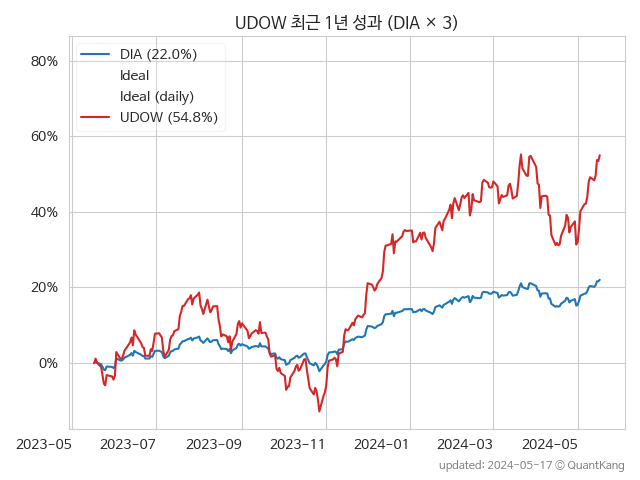 UDOW 최근 1년 성과 (DIA × 3)
DIA (22.0%)
Ideal
Ideal (daily)
UDOW (54.8%)
80%
60%
40%
20%
0%
2023-05 2023-07 2023-09 2023-11 2024-01 2024-03 2024-05
updated: 2024-05-17 © QuantKang